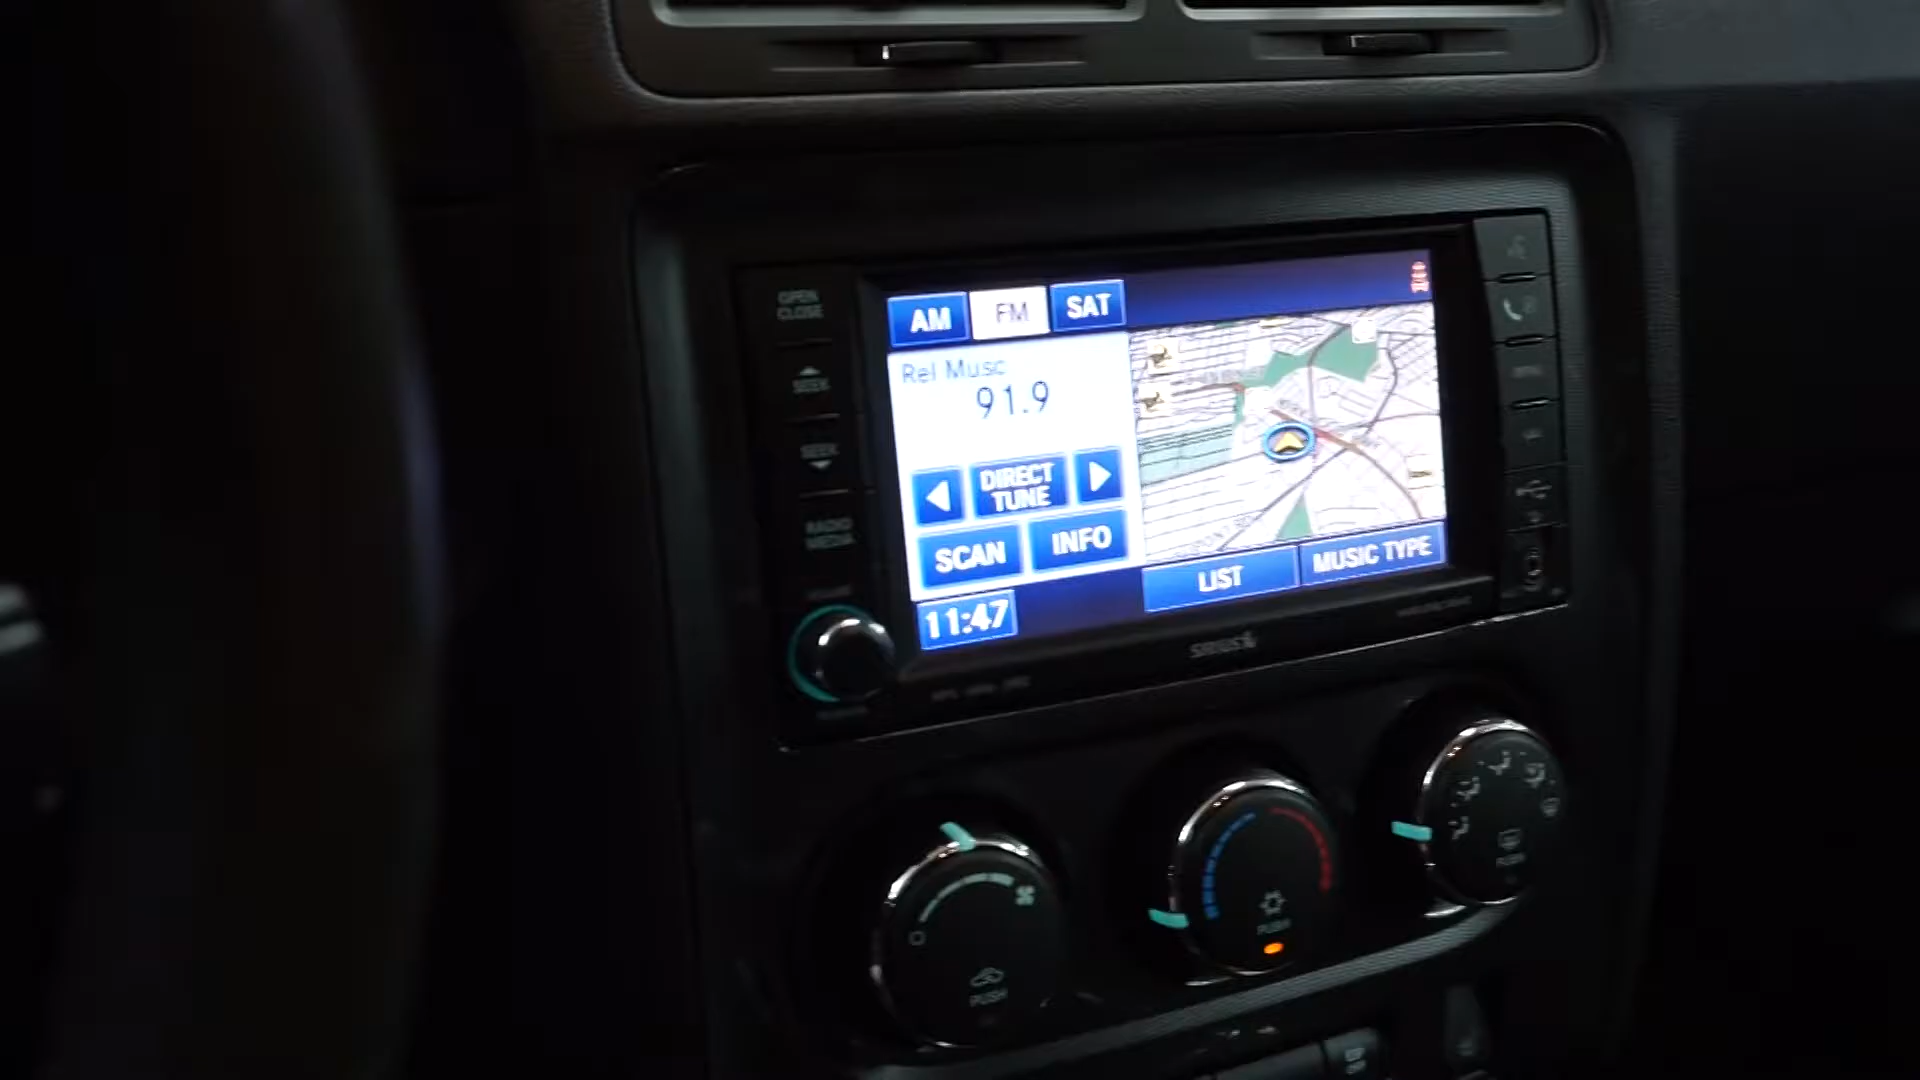 OPEN
CLOSE
SEEK
SEEK
RADIO
MEDIA
AM
FM
SAT
Rel Musc
91.9
DIRECT
TUNE
SCAN
INFO
11:47
LIST
MUSIC TYPE
SIRIUS
PUSH
PUSH
PUSH